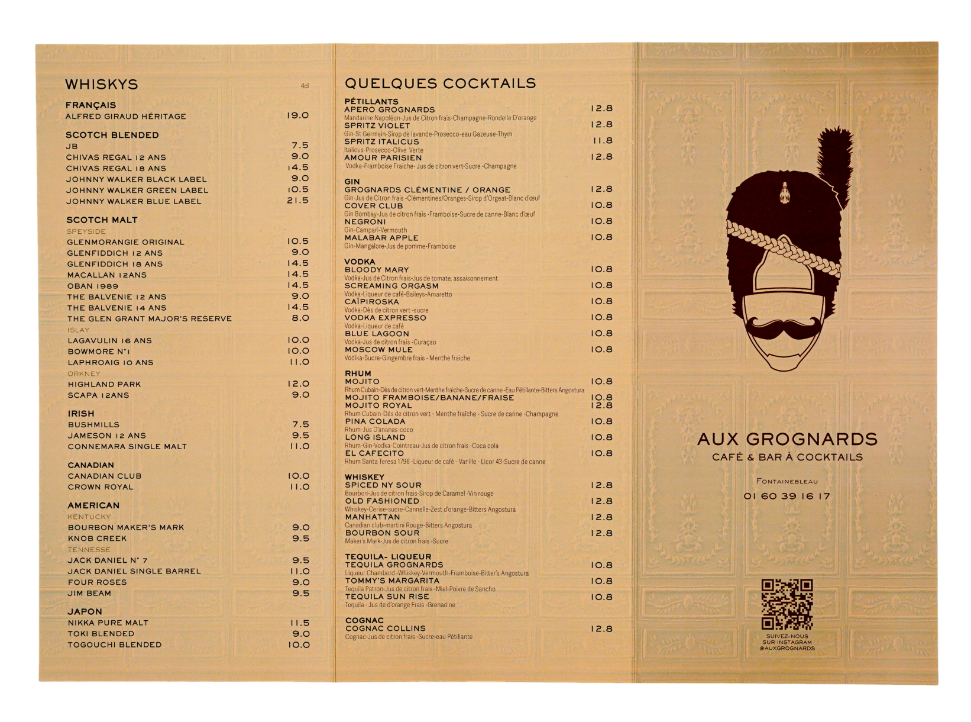 WHISKYS 4cl
FRANÇAIS
ALFRED GIRAUD HÉRITAGE 19.0
SCOTCH BLENDED
JB 7.5
CHIVAS REGAL 12 ANS 9.0
CHIVAS REGAL 18 ANS 14.5
JOHNNY WALKER BLACK LABEL 9.0
JOHNNY WALKER GREEN LABEL 10.5
JOHNNY WALKER BLUE LABEL 21.5
SCOTCH MALT
SPEYSIDE
GLENMORANGIE ORIGINAL 10.5
GLENFIDDICH 12 ANS 9.0
GLENFIDDICH 18 ANS 14.5
MACALLAN 12ANS 14.5
OBAN 1989 14.5
THE BALVENIE 12 ANS 9.0
THE BALVENIE 14 ANS 14.5
THE GLEN GRANT MAJOR'S RESERVE 8.0
ISLAY
LAGAVULIN 16 ANS 10.0
BOWMORE N°1 10.0
LAPHROAIG 10 ANS 11.0
ORKNEY
HIGHLAND PARK 12.0
SCAPA 12ANS 9.0
IRISH
BUSHMILLS 7.5
JAMESON 12 ANS 9.5
CONNEMARA SINGLE MALT 11.0
CANADIAN
CANADIAN CLUB 10.0
CROWN ROYAL 11.0
AMERICAN
KENTUCKY
BOURBON MAKER'S MARK 9.0
KNOB CREEK 9.5
TENNESSE
JACK DANIEL N° 7 9.5
JACK DANIEL SINGLE BARREL 11.0
FOUR ROSES 9.0
JIM BEAM 9.5
JAPON
NIKKA PURE MALT 11.5
TOKI BLENDED 9.0
TOGOUCHI BLENDED 10.0
QUELQUES COCKTAILS
PÉTILLANTS
APERO GROGNARDS 12.8
Mandarine Napoléon-Jus de Citron frais-Champagne-Rondelle D'orange
SPRITZ VIOLET 12.8
Gin-St Germain-Sirop de lavande-Prosecco-eau Gazeuse-Thym
SPRITZ ITALICUS 11.8
Italicus-Prosecco-Olive Verte
AMOUR PARISIEN 12.8
Vodka-Framboise Fraiche-Jus de citron vert-Sucre-Champagne
GIN
GROGNARDS CLÉMENTINE / ORANGE 12.8
Gin-Jus de Citron frais-Clémentines/Oranges-Sirop d'Orgeat-Blanc d'œuf
COVER CLUB 10.8
Gin Bombay-Jus de citron frais-Framboise-Sucre de canne-Blanc d'œuf
NEGRONI 10.8
Gin-Campari-Vermouth
MALABAR APPLE 10.8
Gin-Mangalore-Jus de pomme-Framboise
VODKA
BLOODY MARY 10.8
Vodka-Jus de Citron frais-Jus de tomate, assaisonnement
SCREAMING ORGASM 10.8
Vodka-Liqueur de café-Baileys-Amaretto
CAÏPIROSKA 10.8
Vodka-Dés de citron vert-sucre
VODKA EXPRESSO 10.8
Vodka-Liqueur de café
BLUE LAGOON 10.8
Vodka-Jus de citron frais-Curaçao
MOSCOW MULE 10.8
Vodka-Sucre-Gingembre frais - Menthe fraiche
RHUM
MOJITO 10.8
Rhum Cubain-Dés de citron vert-Menthe fraîche-Sucre de canne-Eau Pétillante-Bitters Angostura
MOJITO FRAMBOISE/BANANE/FRAISE 10.8
MOJITO ROYAL 12.8
Rhum Cubain-Dés de citron vert - Menthe fraîche - Sucre de canne-Champagne
PINA COLADA 10.8
Rhum-Jus D'ananas-coco
LONG ISLAND 10.8
Rhum-Gin-Vodka-Cointreau-Jus de citron frais-Coca cola
EL CAFECITO 10.8
Rhum Santa Teresa 1796-Liqueur de café - Vanille - Licor 43-Sucre de canne
WHISKEY
SPICED NY SOUR 12.8
Bourbon-Jus de citron frais-Sirop de Caramel-Vin rouge
OLD FASHIONED 12.8
Whiskey-Cerise-sucre-Cannelle-Zest d'orange-Bitters Angostura
MANHATTAN 12.8
Canadian club-martini Rouge-Bitters Angostura
BOURBON SOUR 12.8
Makers Mark-Jus de citron frais-Sucre
TEQUILA- LIQUEUR
TEQUILA GROGNARDS 10.8
Liqueur Chambord-Whiskey-Vermouth-Framboise-Bitter's Angostura
TOMMY'S MARGARITA 10.8
Tequila Patron-Jus de citron frais-Miel-Poivre de Sancho
TEQUILA SUN RISE 10.8
Tequila - Jus de d'orange Frais -Grenadine
COGNAC
COGNAC COLLINS 12.8
Cognac-Jus de citron frais-Sucre-eau-Pétillante
AUX GROGNARDS
CAFÉ & BAR À COCKTAILS
FONTAINEBLEAU
01 60 39 16 17
SUIVEZ-NOUS
SUR INSTAGRAM
@AUXGROGNARDS